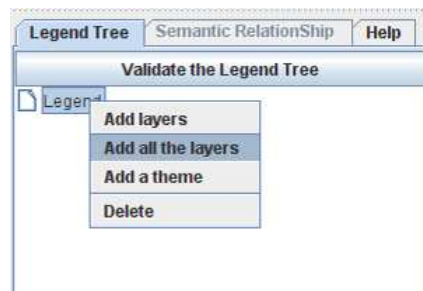 Legend Tree Semantic RelationShip Help
Validate the Legend Tree
Legend
Add layers
Add all the layers
Add a theme
Delete